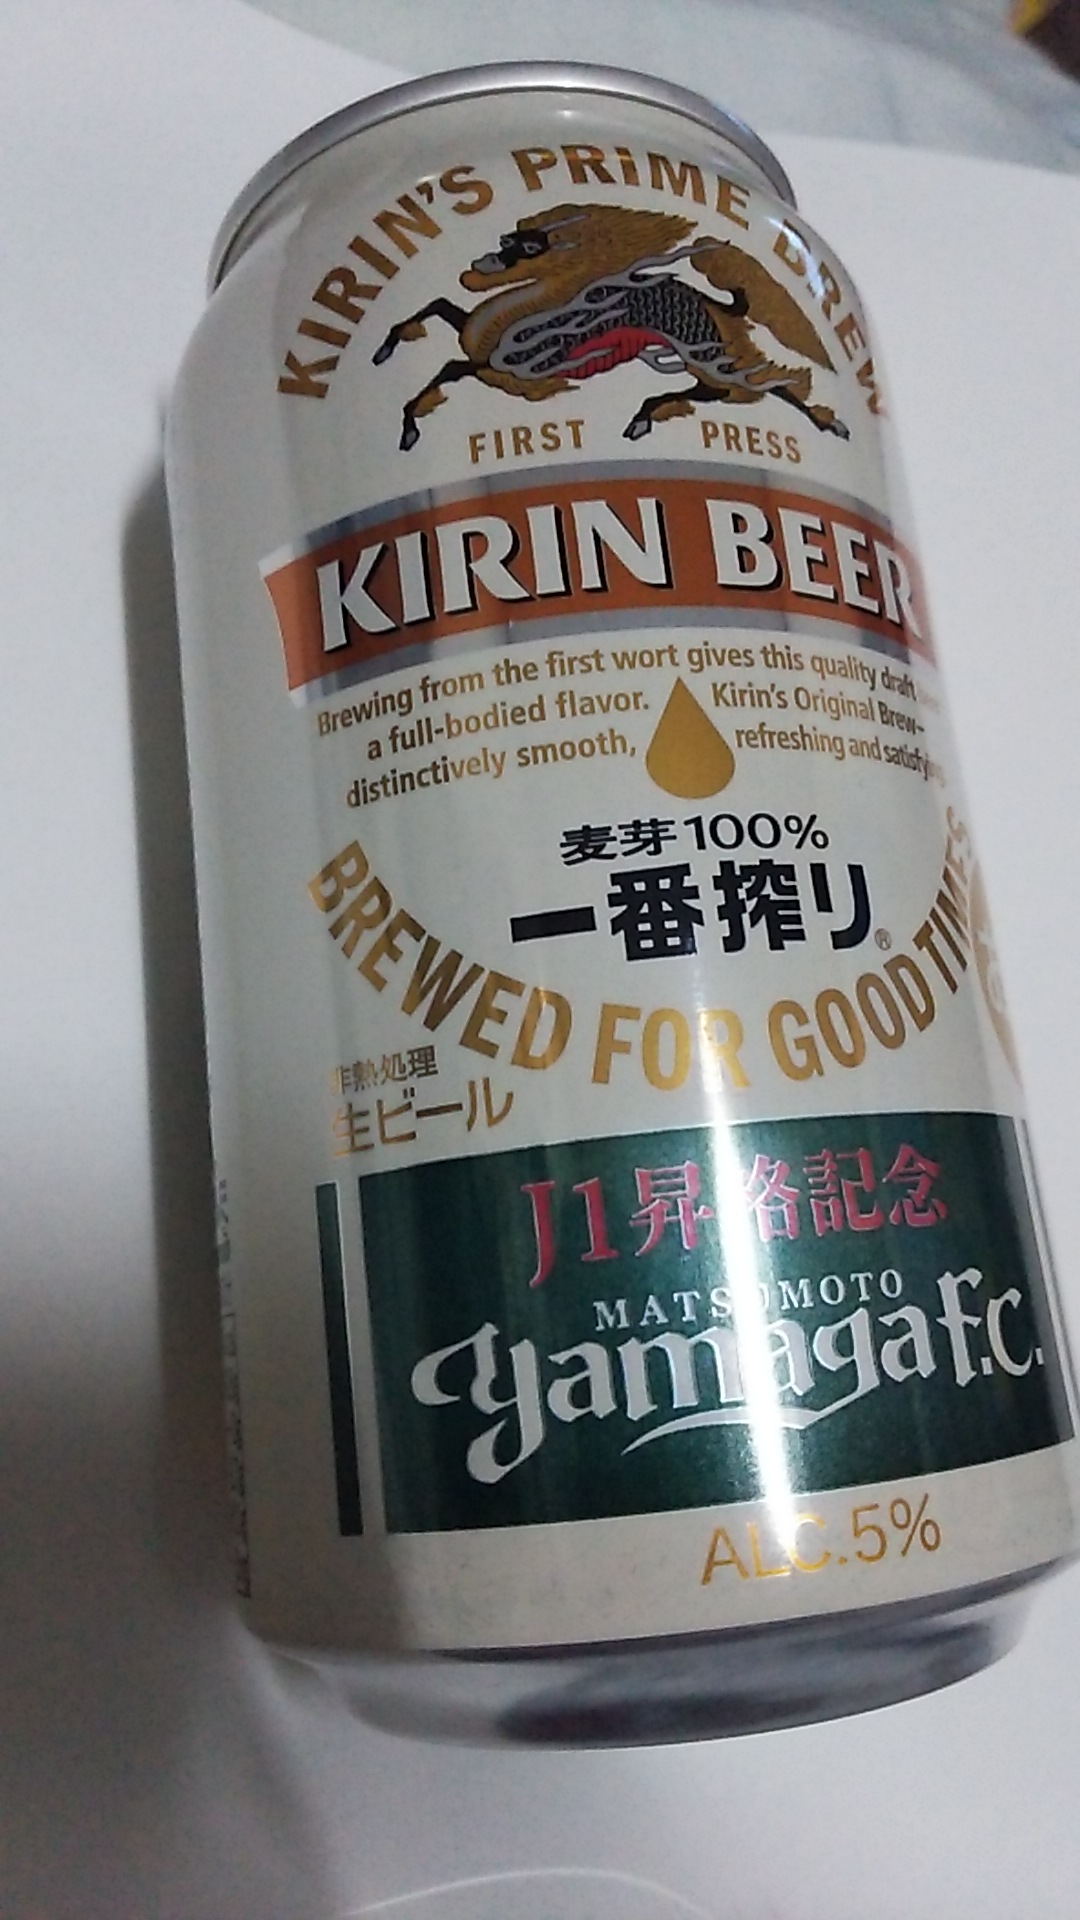 KIRIN'S PRIME BREW
FIRST PRESS
KIRIN BEER
Brewing from the first wort gives this quality draft
a full-bodied flavor. Kirin's Original Brew–
distinctively smooth, refreshing and satisfying
麦芽100%
一番搾り®
BREWED FOR GOOD TIMES
非熱処理
生ビール
J1昇格記念
MATSUMOTO
yamaga F.C.
ALC.5%